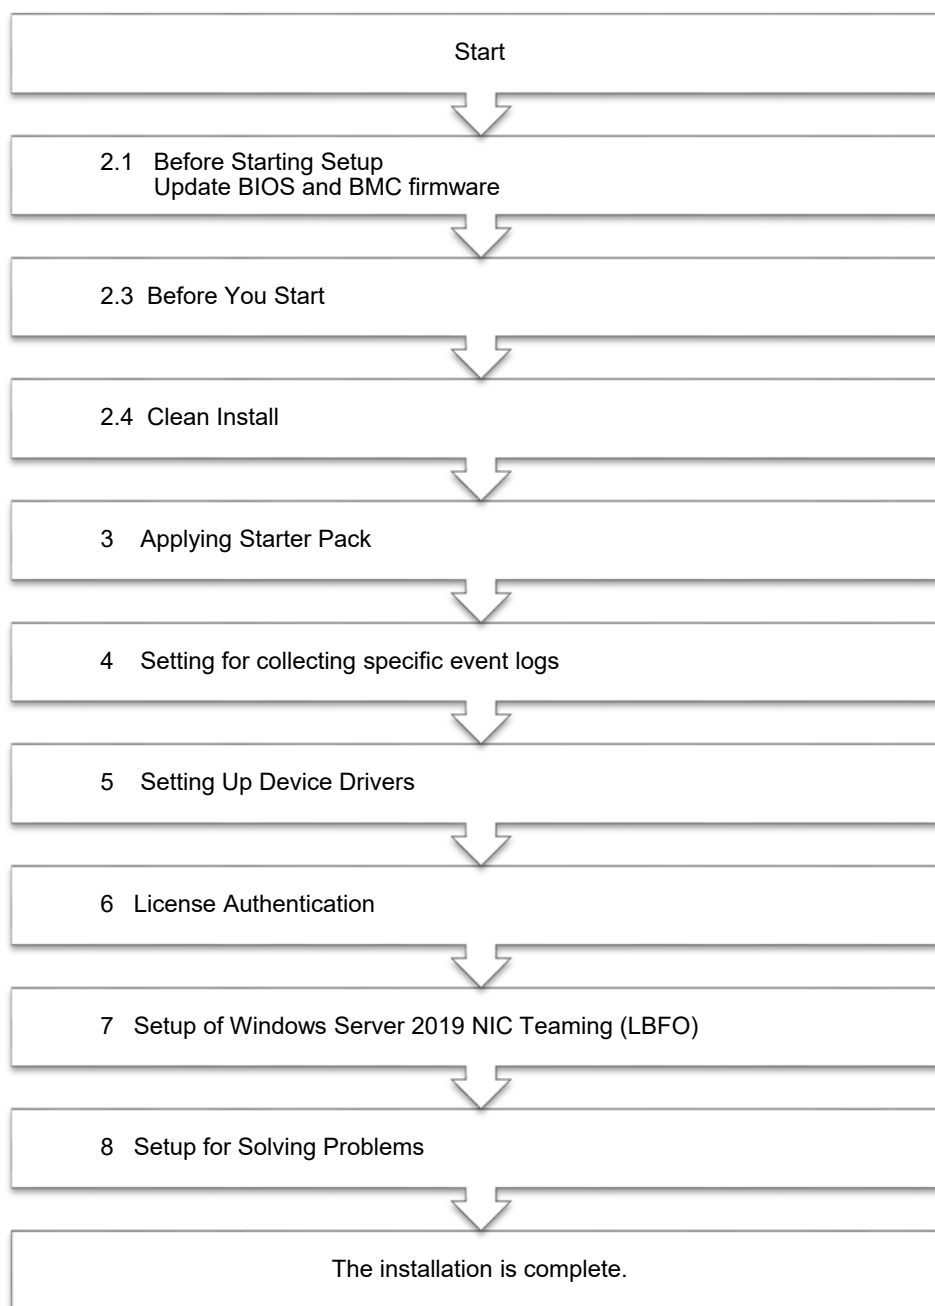 Start
2.1 Before Starting Setup
Update BIOS and BMC firmware
2.3 Before You Start
2.4 Clean Install
3 Applying Starter Pack
4 Setting for collecting specific event logs
5 Setting Up Device Drivers
6 License Authentication
7 Setup of Windows Server 2019 NIC Teaming (LBFO)
8 Setup for Solving Problems
The installation is complete.